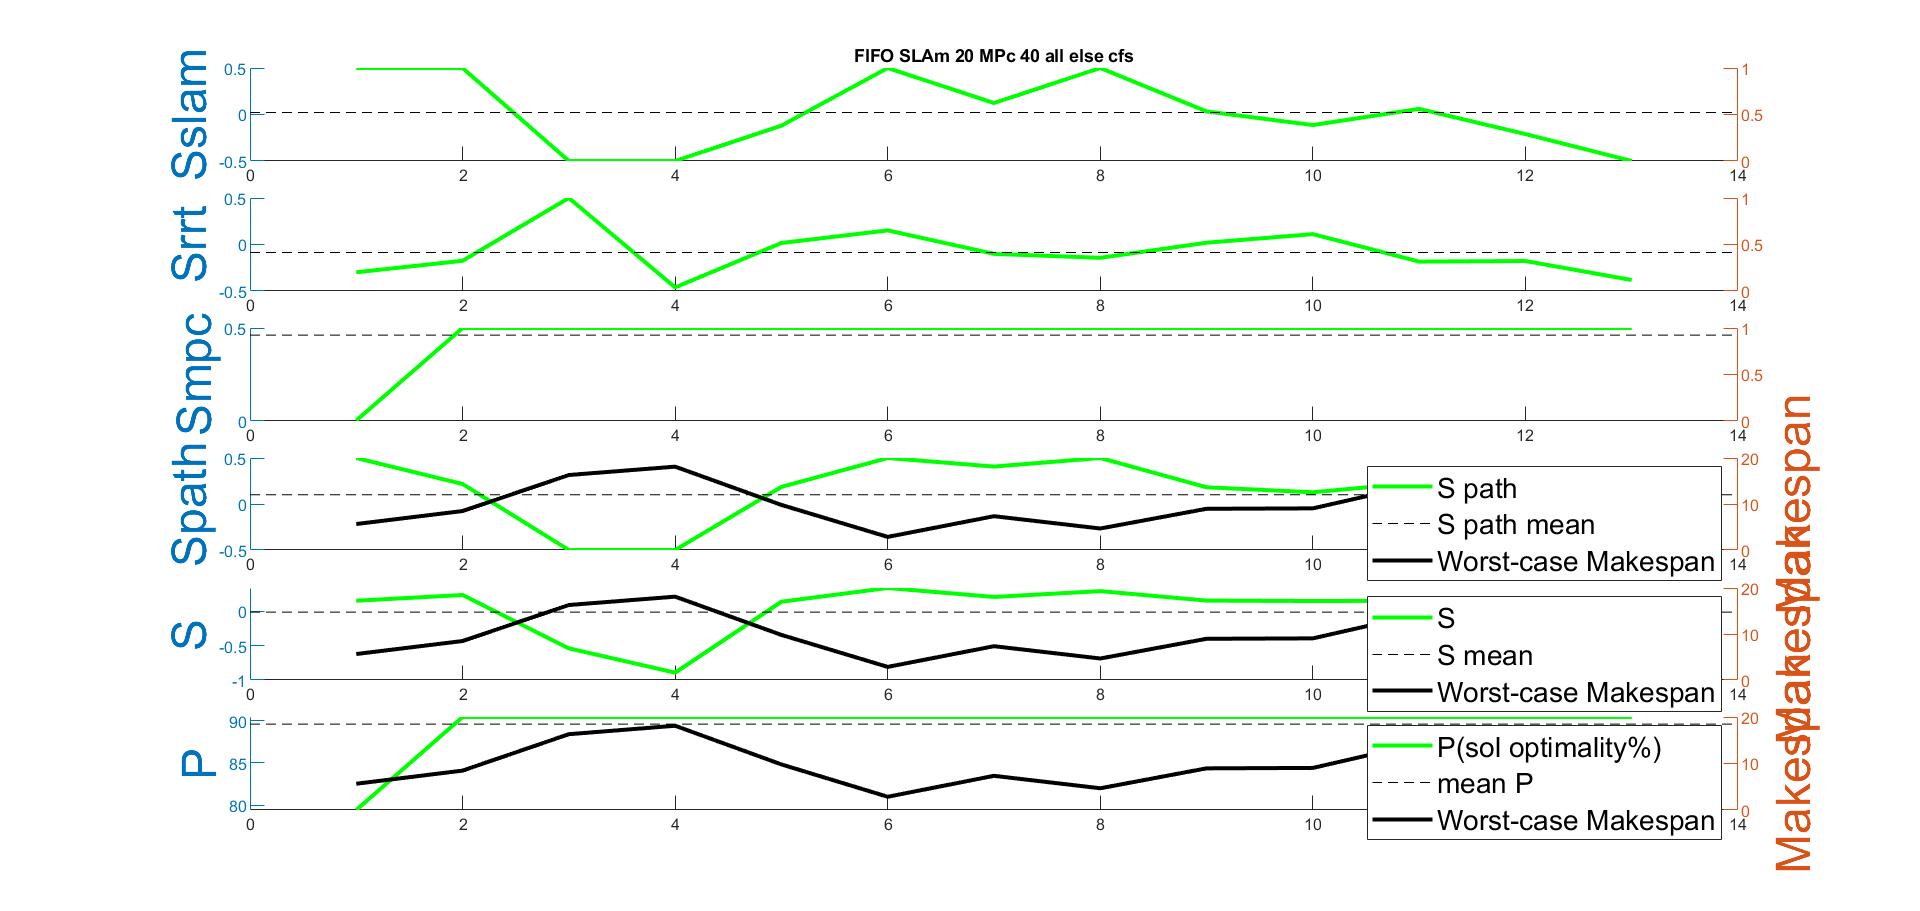 FIFO SLAm 20 MPc 40 all else cfs
Sslam
0.5
0
-0.5
1
0.5
0
0 2 4 6 8 10 12 14
Srrt
0.5
0
-0.5
1
0.5
0
0 2 4 6 8 10 12 14
Smpc
0.5
0
1
0.5
0
0 2 4 6 8 10 12 14
Spath
0.5
0
-0.5
20
10
0
Makespan
S path
S path mean
Worst-case Makespan
0 2 4 6 8 10 14
S
0
-0.5
-1
20
10
0
Makespan
S
S mean
Worst-case Makespan
0 2 4 6 8 10 14
P
90
85
80
20
10
0
Makespan
P(sol optimality%)
mean P
Worst-case Makespan
0 2 4 6 8 10 14